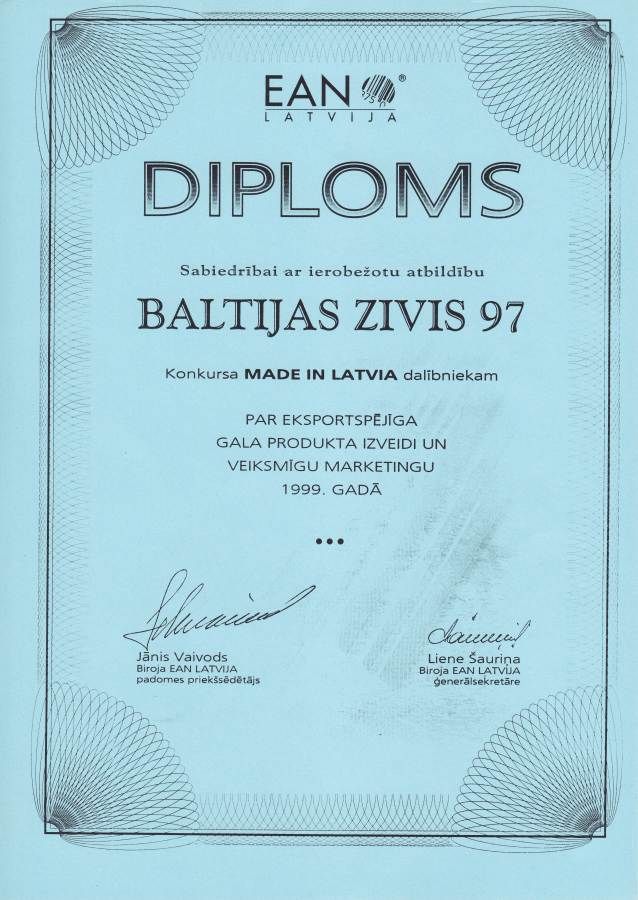 EAN ®
LATVIJA
DIPLOMS
Sabiedrībai ar ierobežotu atbildību
BALTIJAS ZIVIS 97
Konkursa MADE IN LATVIA dalībniekam
PAR EKSPORTSPĒJĪGA
GALA PRODUKTA IZVEIDI UN
VEIKSMĪGU MARKETINGU
1999. GADĀ
•••
Jānis Vaivods
Biroja EAN LATVIJA
padomes priekšsēdētājs
Liene Šauriņa
Biroja EAN LATVIJA
ģenerālsekretāre